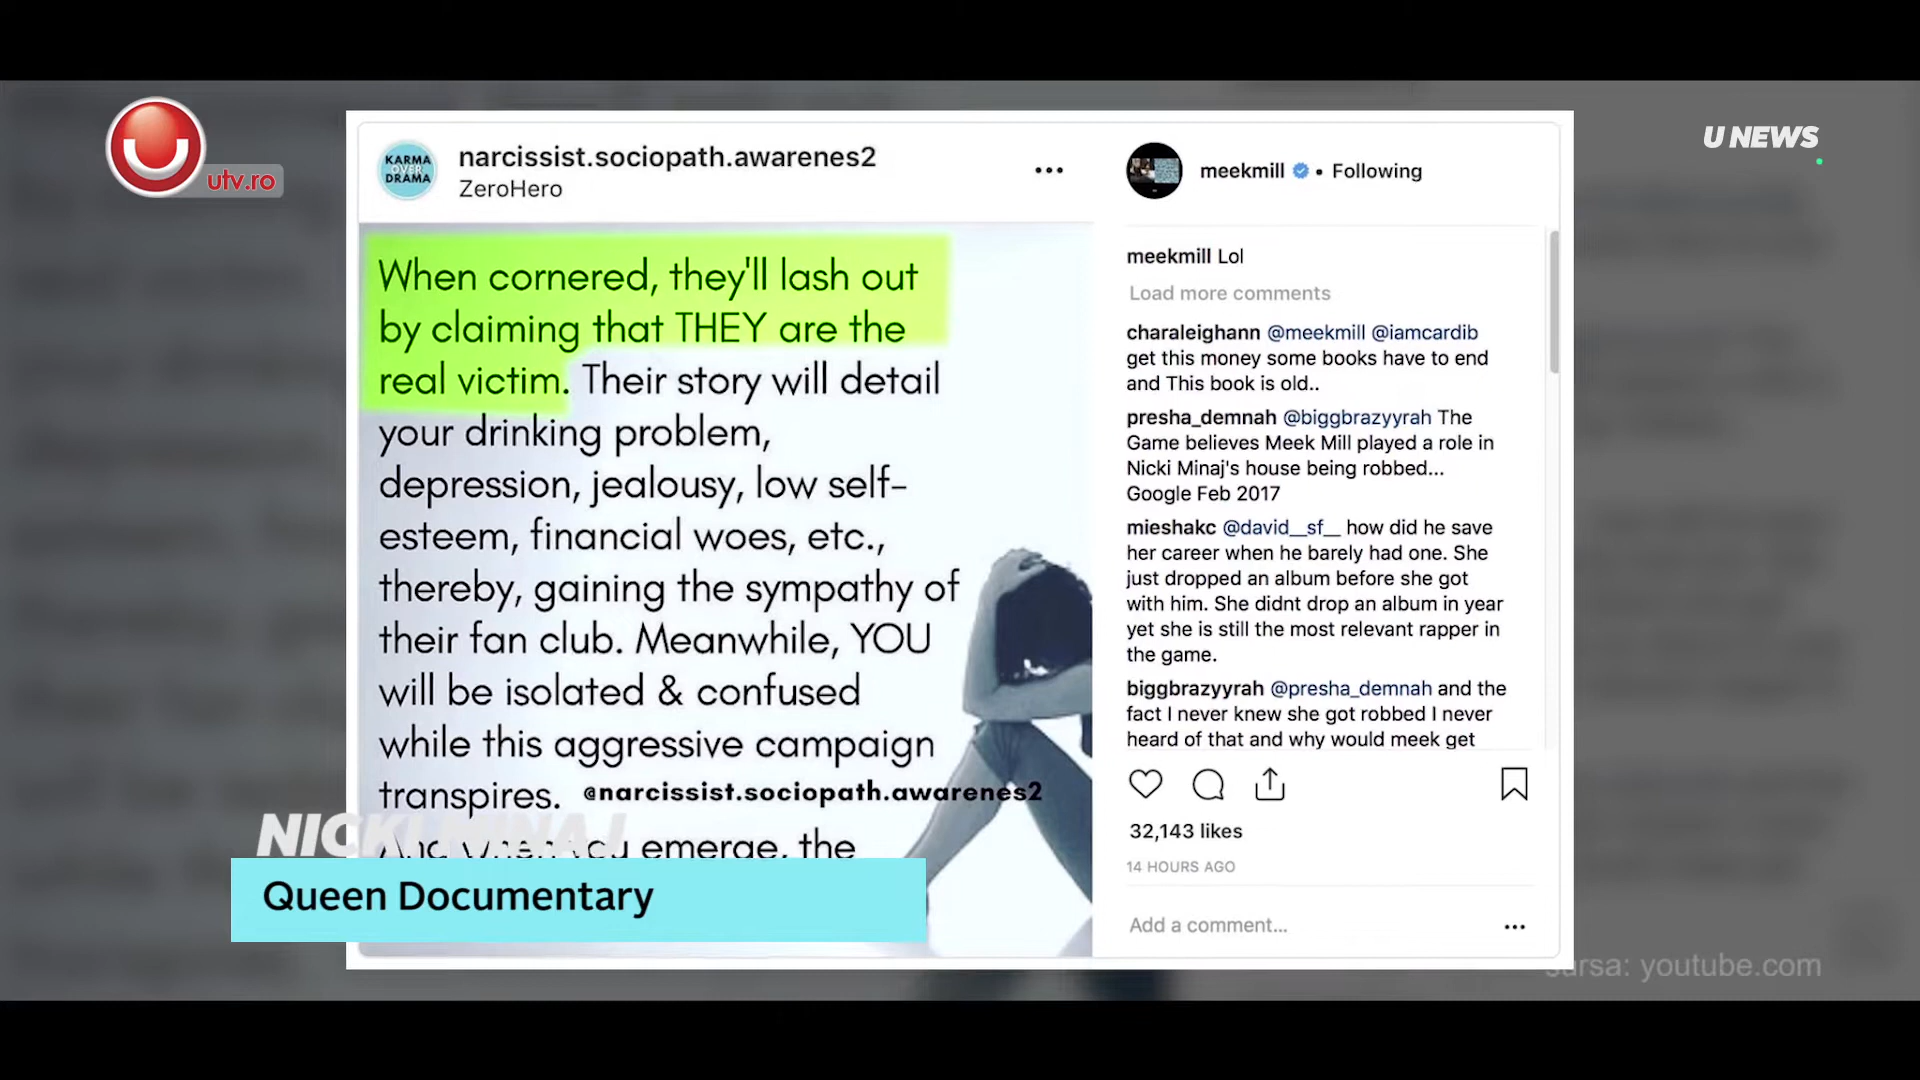 utv.ro
U NEWS
KARMA
OVER
DRAMA
narcissist.sociopath.awarenes2
ZeroHero
When cornered, they'll lash out
by claiming that THEY are the
real victim. Their story will detail
your drinking problem,
depression, jealousy, low self-
esteem, financial woes, etc.,
thereby, gaining the sympathy of
their fan club. Meanwhile, YOU
will be isolated & confused
while this aggressive campaign
transpires. @narcissist.sociopath.awarenes2
And when you emerge, the
NICKI MINAJ
Queen Documentary
meekmill • Following
meekmill Lol
Load more comments
charaleighann @meekmill @iamcardib
get this money some books have to end
and This book is old..
presha_demnah @biggbrazyyrah The
Game believes Meek Mill played a role in
Nicki Minaj's house being robbed...
Google Feb 2017
mieshakc @david__sf__ how did he save
her career when he barely had one. She
just dropped an album before she got
with him. She didnt drop an album in year
yet she is still the most relevant rapper in
the game.
biggbrazyyrah @presha_demnah and the
fact I never knew she got robbed I never
heard of that and why would meek get
32,143 likes
14 HOURS AGO
Add a comment...
youtube.com